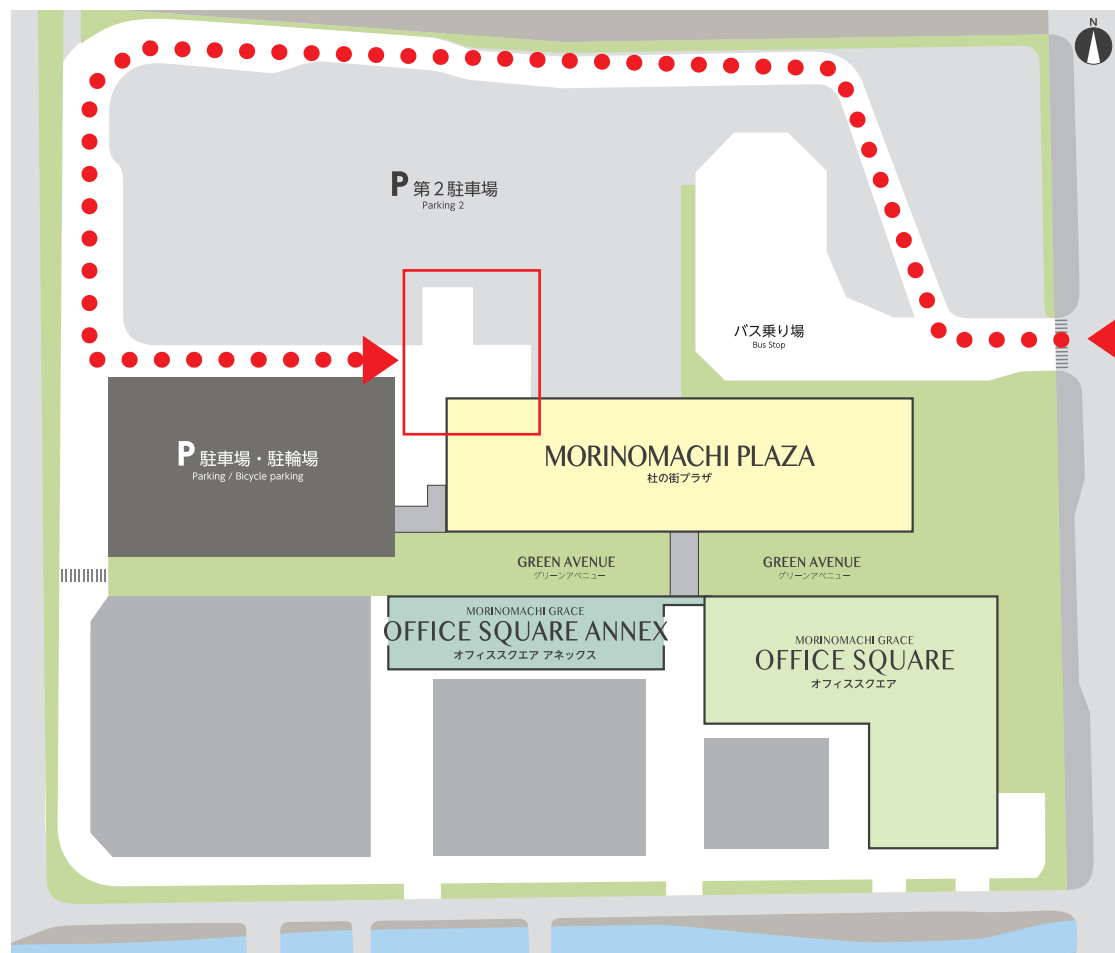 N
P 第2駐車場
Parking 2
バス乗り場
Bus Stop
P 駐車場・駐輪場
Parking / Bicycle parking
MORINOMACHI PLAZA
杜の街プラザ
GREEN AVENUE
グリーンアベニュー
GREEN AVENUE
グリーンアベニュー
MORINOMACHI GRACE
OFFICE SQUARE ANNEX
オフィススクエア アネックス
MORINOMACHI GRACE
OFFICE SQUARE
オフィススクエア